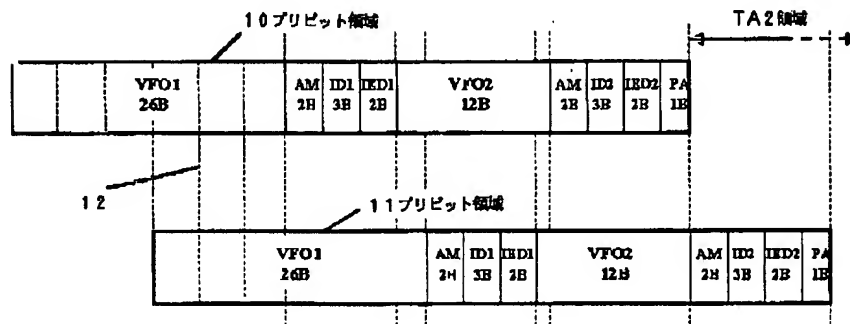 10プリピット領域
TA2領域
VFO1 26B
AM 2B
ID1 3B
IED1 2B
VFO2 12B
AM 2B
ID2 3B
IED2 2B
PA 1B
12
11プリピット領域
VFO1 26B
AM 2B
ID1 3B
IED1 2B
VFO2 12B
AM 2B
ID2 3B
IED2 2B
PA 1B